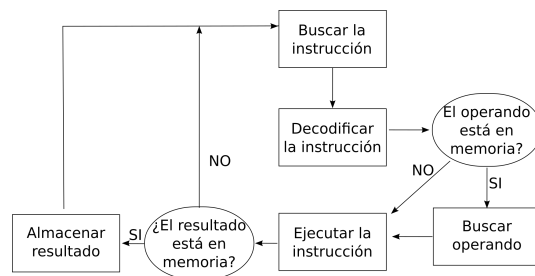 Buscar la
instrucción
Decodificar
la instrucción
El operando
está en
memoria?
NO
SI
Buscar
operando
Ejecutar la
instrucción
¿El resultado
está en
memoria?
NO
SI
Almacenar
resultado